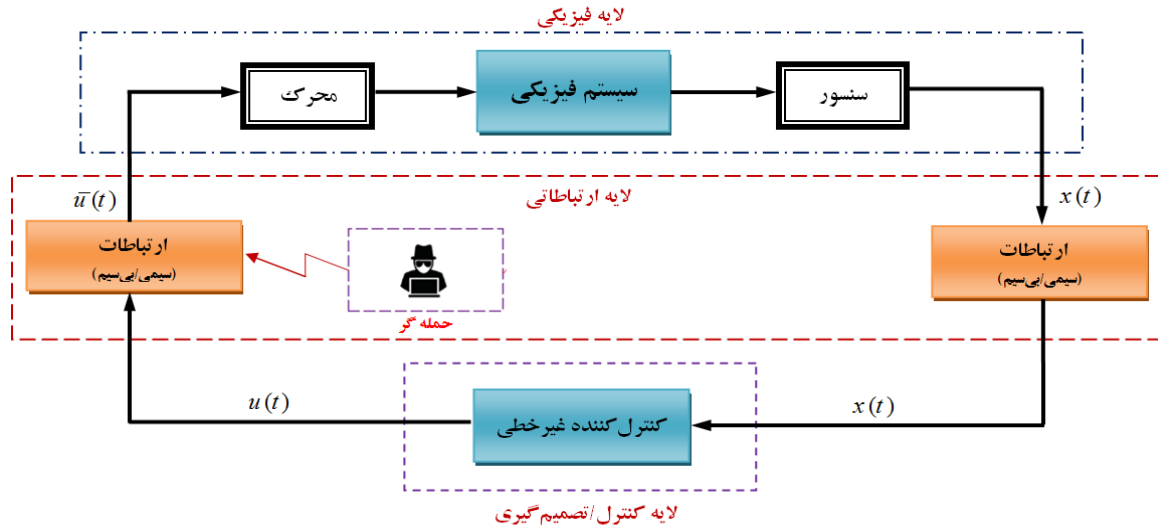 لایه فیزیکی
محرک
سیستم فیزیکی
سنسور
ū(t)
لایه ارتباطاتی
x(t)
ارتباطات
(سیمی/بی‌سیم)
ارتباطات
(سیمی/بی‌سیم)
حمله گر
u(t)
کنترل‌کننده غیرخطی
x(t)
لایه کنترل/تصمیم‌گیری